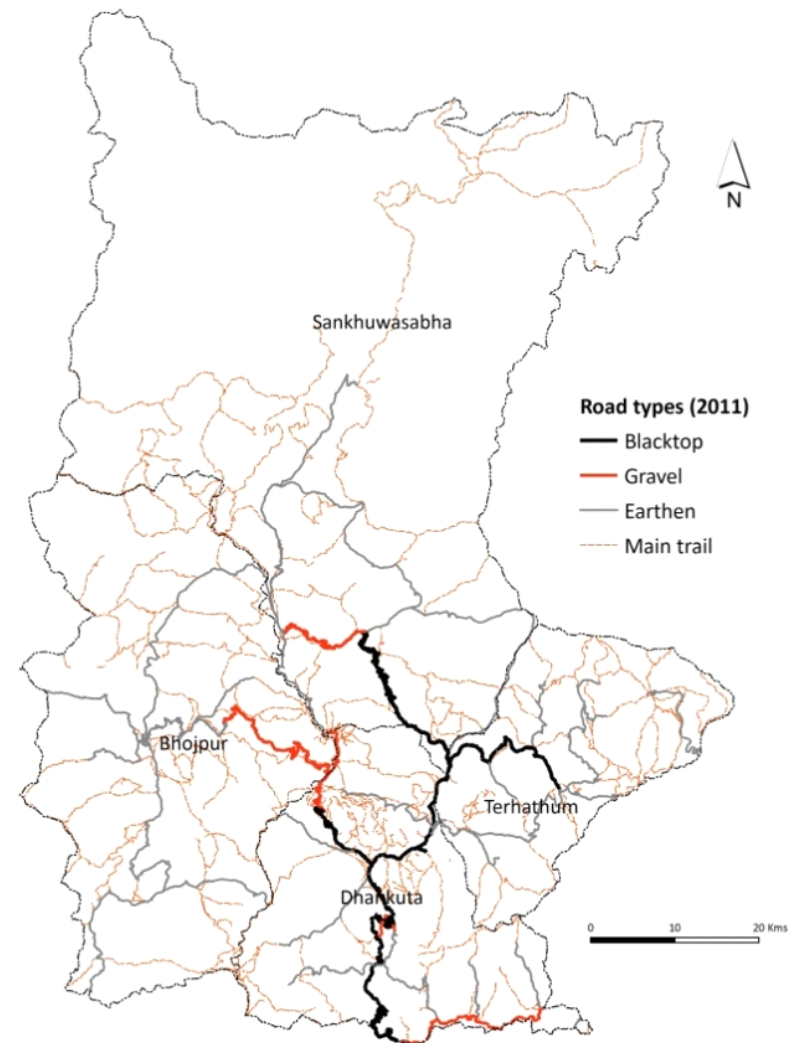 N
Sankhuwasabha
Road types (2011)
Blacktop
Gravel
Earthen
Main trail
Bhojpur
Terhathum
Dhankuta
0 10 20 Kms